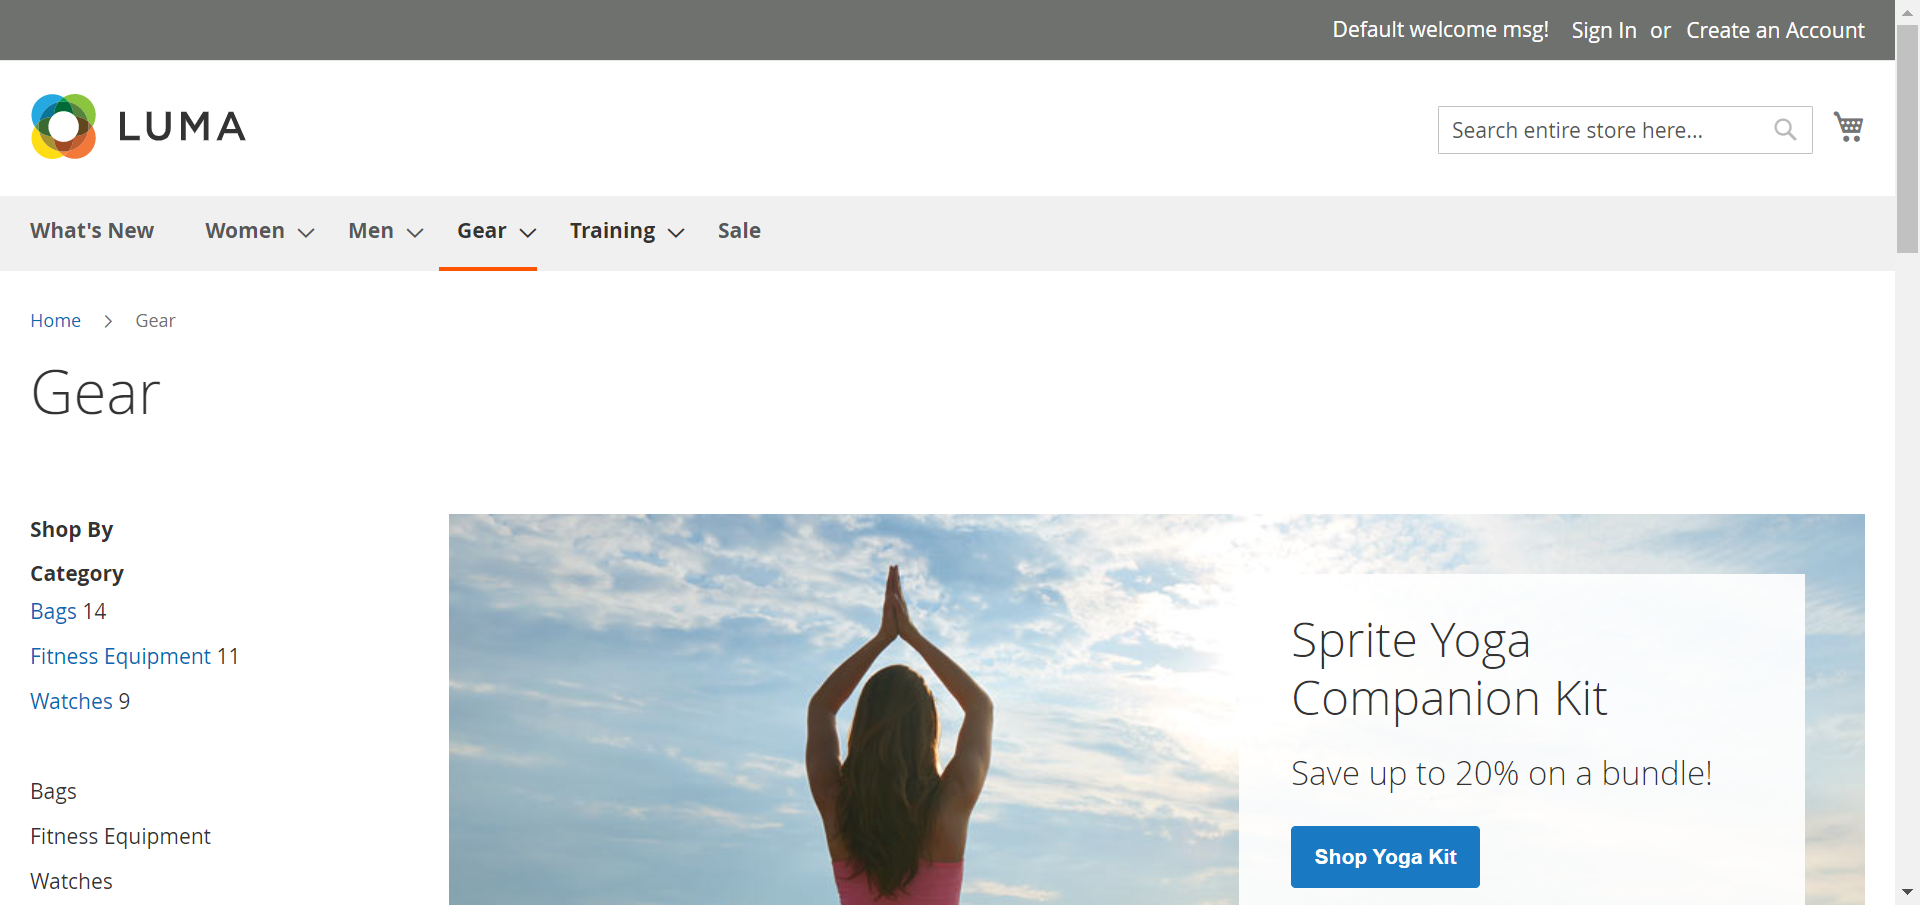 Default welcome msg! Sign In or Create an Account
LUMA
Search entire store here...
What's New Women Men Gear Training Sale
Home Gear
Gear
Shop By
Category
Bags 14
Fitness Equipment 11
Watches 9
Bags
Fitness Equipment
Watches
Sprite Yoga
Companion Kit
Save up to 20% on a bundle!
Shop Yoga Kit